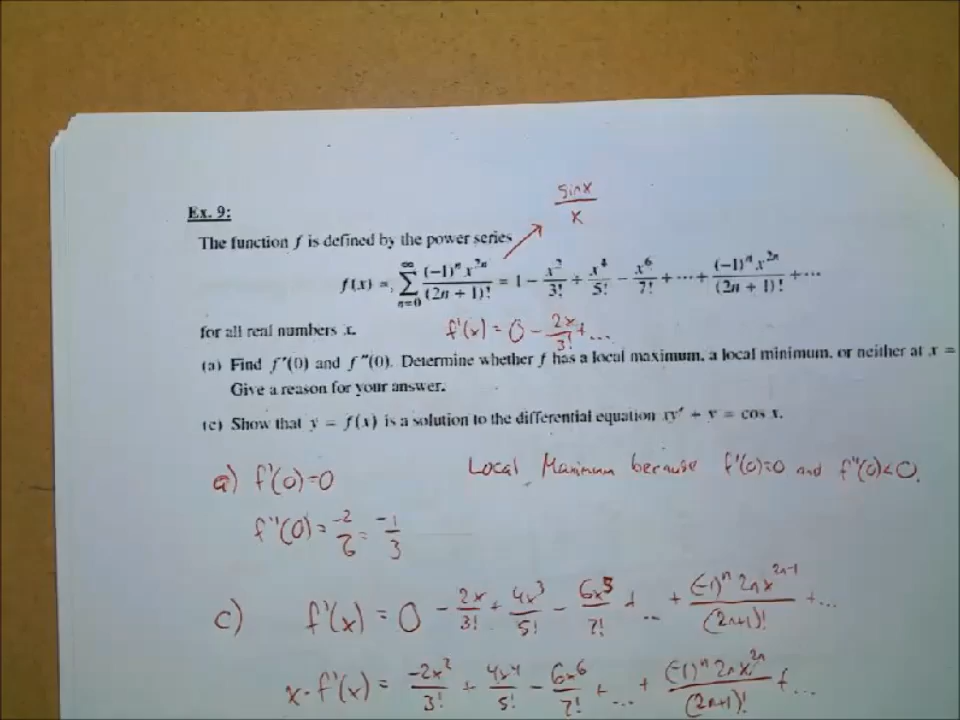 sinx
x
Ex. 9:
The function f is defined by the power series
f(x) = ∑_{n=0}^{∞} (-1)^n x^{2n} / (2n + 1)! = 1 - x^2/3! + x^4/5! - x^6/7! + ⋯ + (-1)^n x^{2n} / (2n + 1)! + ⋯
for all real numbers x.
f'(x) = 0 - 2x/3! + ...
(a) Find f'(0) and f''(0). Determine whether f has a local maximum, a local minimum, or neither at x =
Give a reason for your answer.
(c) Show that y = f(x) is a solution to the differential equation xy' + y = cos x.
Local Maximum because f'(0)=0 and f''(0)<0.
a) f'(0)=0
f''(0) = -2/6 = -1/3
c) f'(x) = 0 - 2x/3! + 4x^3/5! - 6x^5/7! + ... + (-1)^n 2n x^{2n-1} / (2n+1)! + ...
x·f'(x) = -2x^2/3! + 4x^4/5! - 6x^6/7! + ... + (-1)^n 2n x^{2n} / (2n+1)! + ...